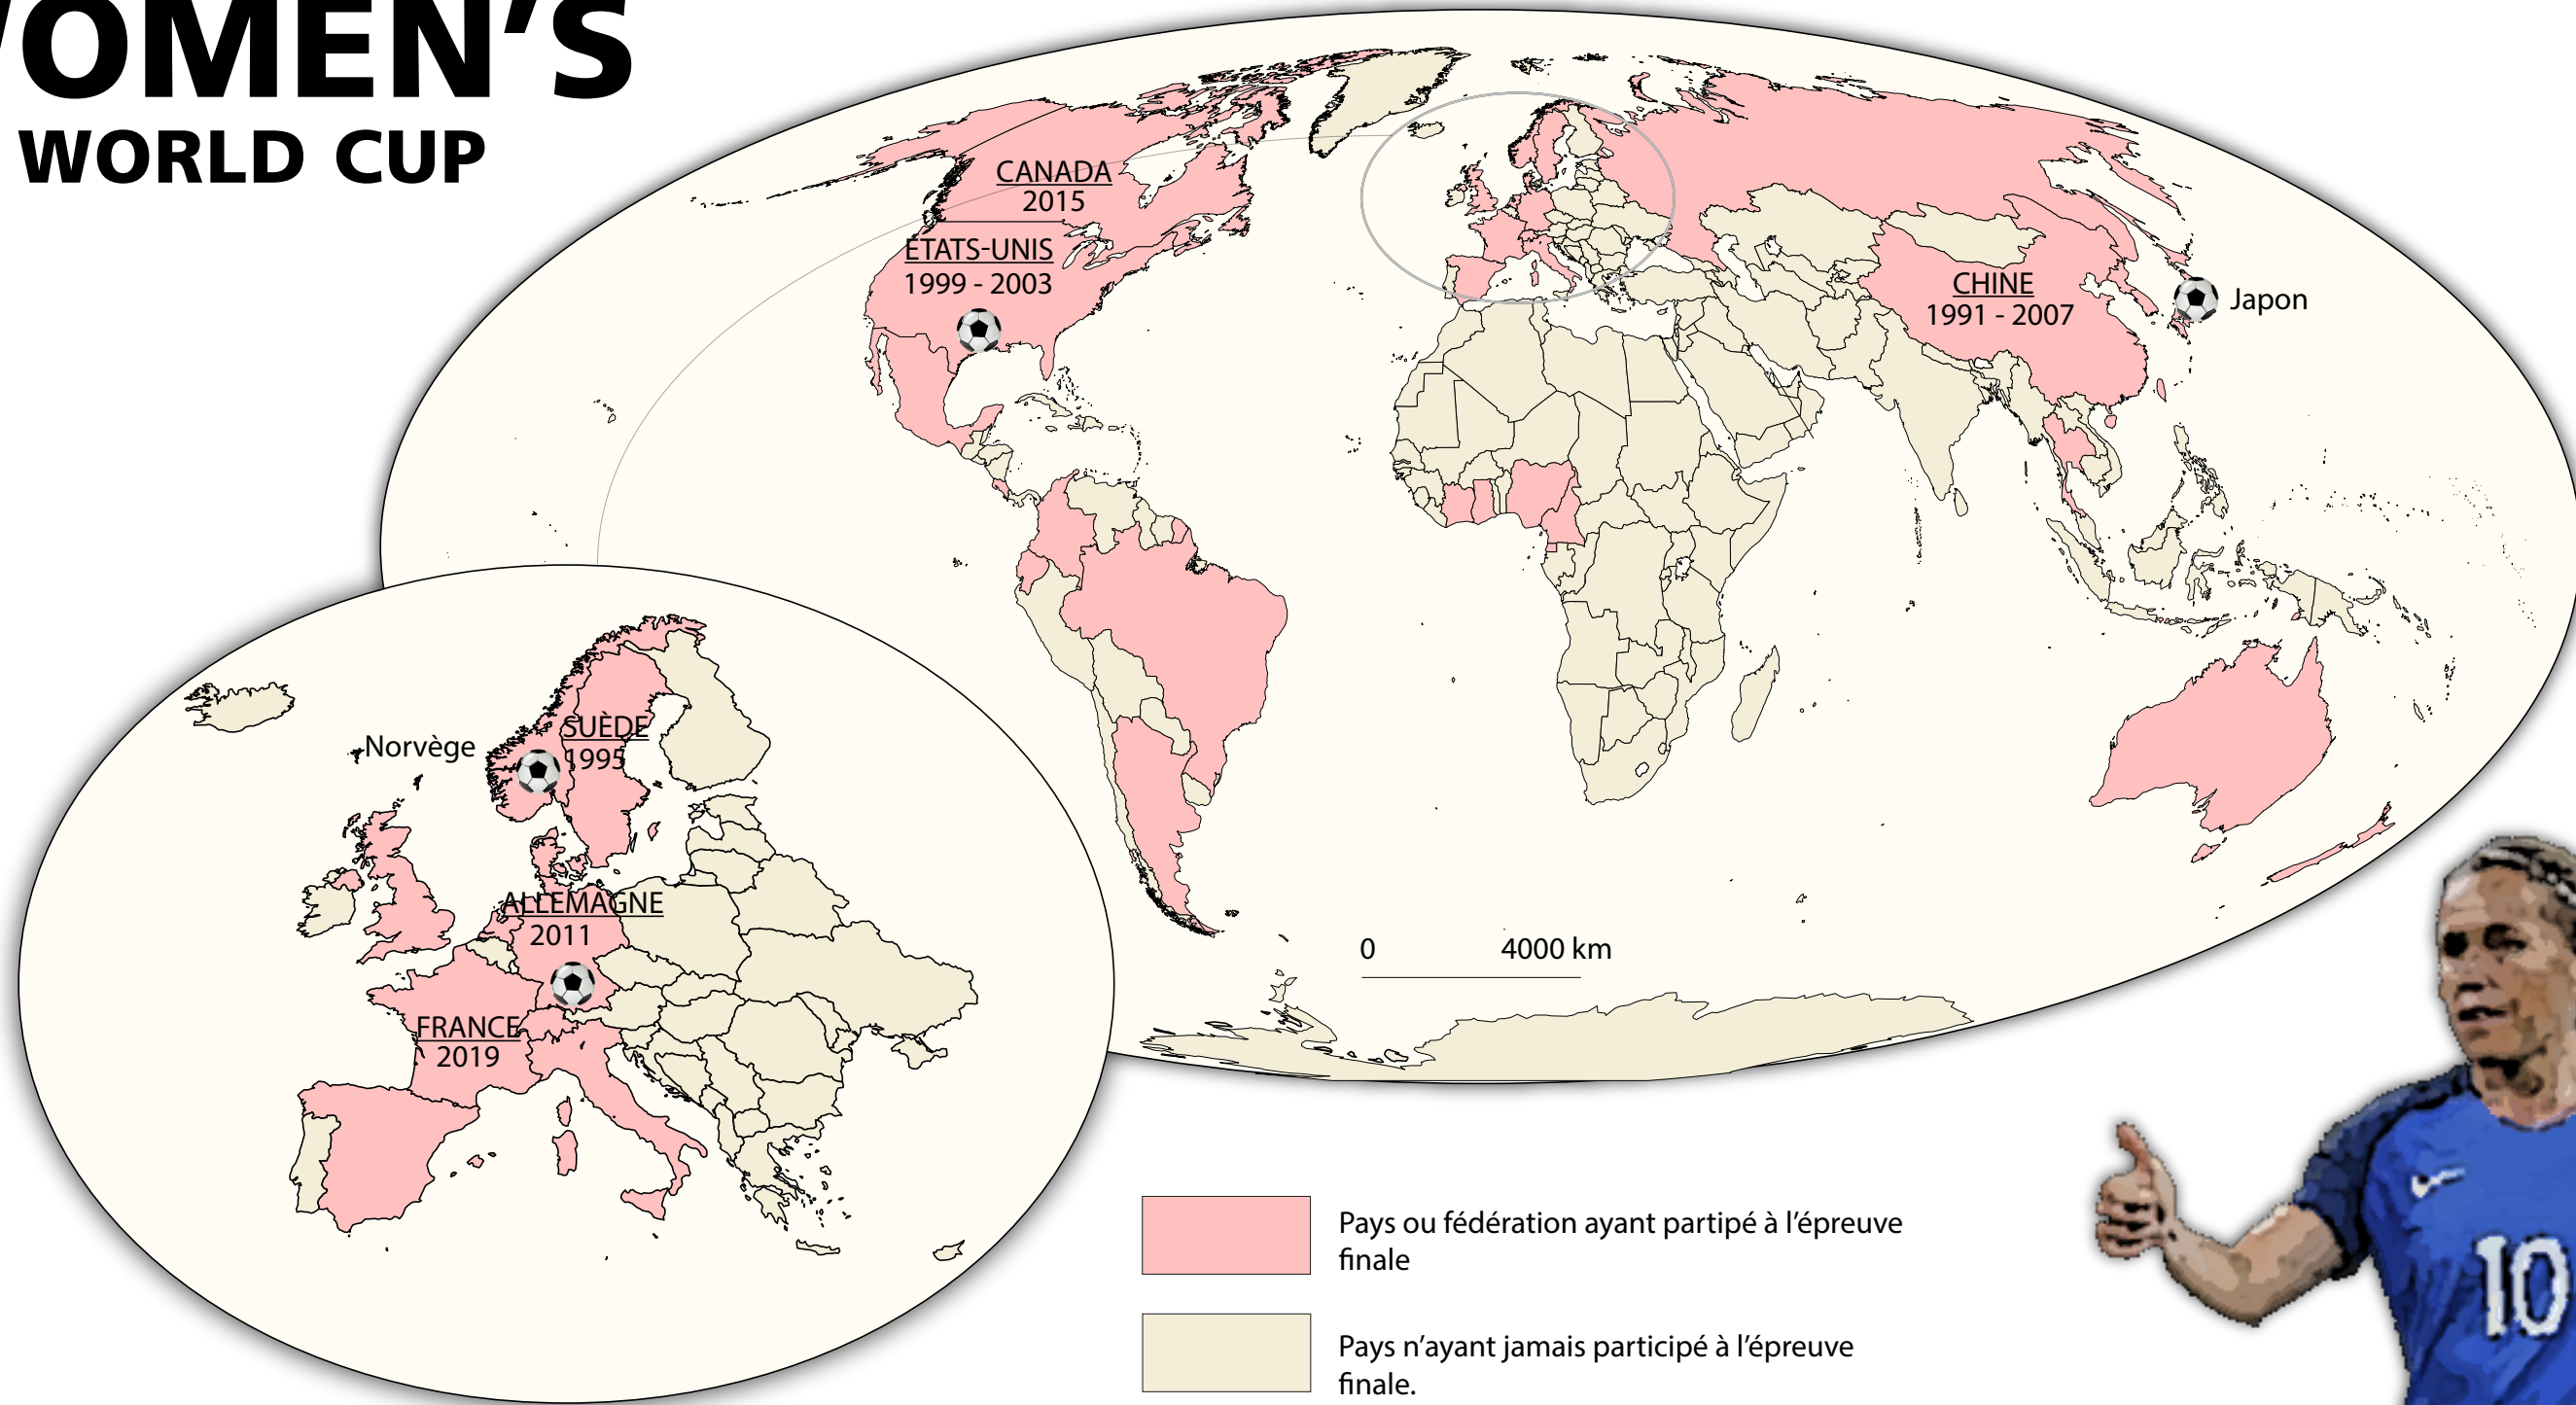 WOMEN'S
WORLD CUP
CANADA
2015
ETATS-UNIS
1999 - 2003
CHINE
1991 - 2007
Japon
Norvège
SUÈDE
1995
ALLEMAGNE
2011
FRANCE
2019
0 4000 km
Pays ou fédération ayant partipé à l'épreuve
finale
Pays n'ayant jamais participé à l'épreuve
finale.
10